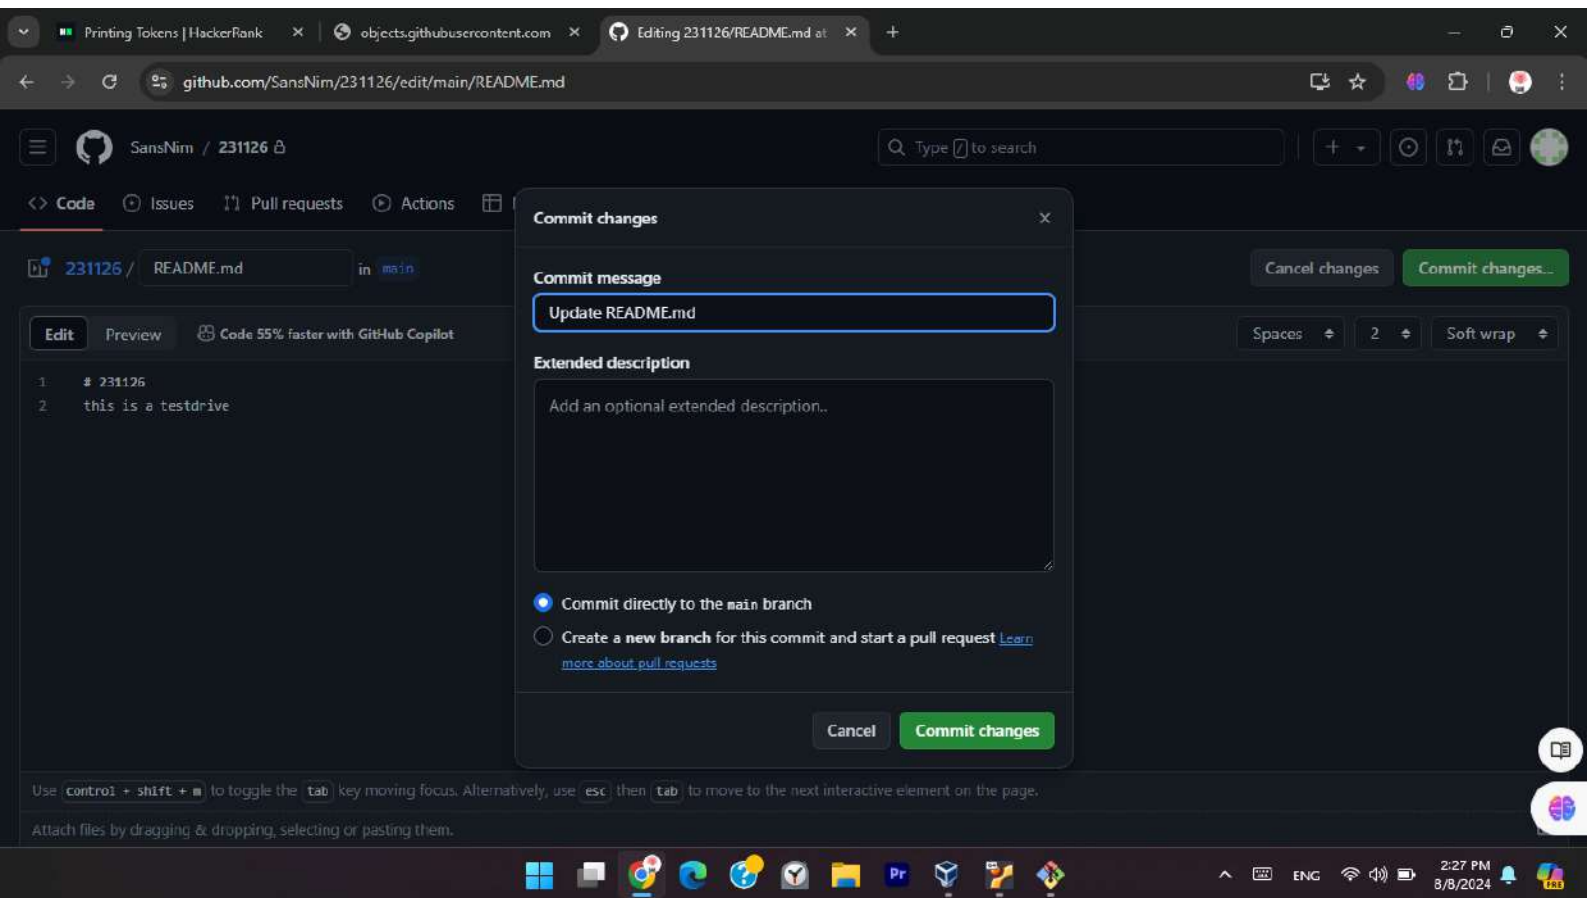 Printing Tokens | HackerRank
objects.githubusercontent.com
Editing 231126/README.md at
github.com/SansNim/231126/edit/main/README.md
SansNim / 231126
Type / to search
Code
Issues
Pull requests
Actions
231126 / README.md in main
Cancel changes
Commit changes...
Edit
Preview
Code 55% faster with GitHub Copilot
Spaces
2
Soft wrap
1 # 231126
2 this is a testdrive
Commit changes
Commit message
Update README.md
Extended description
Add an optional extended description..
Commit directly to the main branch
Create a new branch for this commit and start a pull request Learn
more about pull requests
Cancel
Commit changes
Use control + shift + m to toggle the tab key moving focus. Alternatively, use esc then tab to move to the next interactive element on the page.
Attach files by dragging & dropping, selecting or pasting them.
Pr
ENG
2:27 PM
8/8/2024